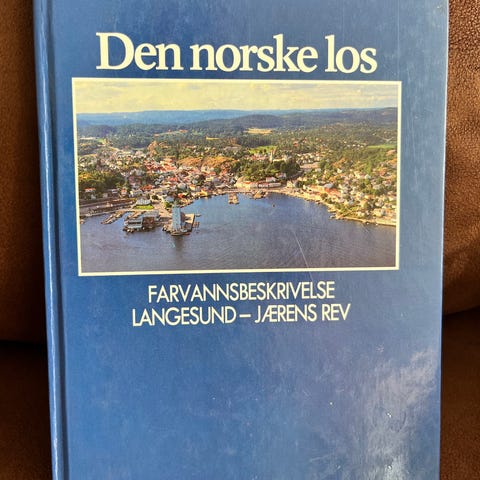 Den norske los
FARVANNSBESKRIVELSE
LANGESUND – JÆRENS REV